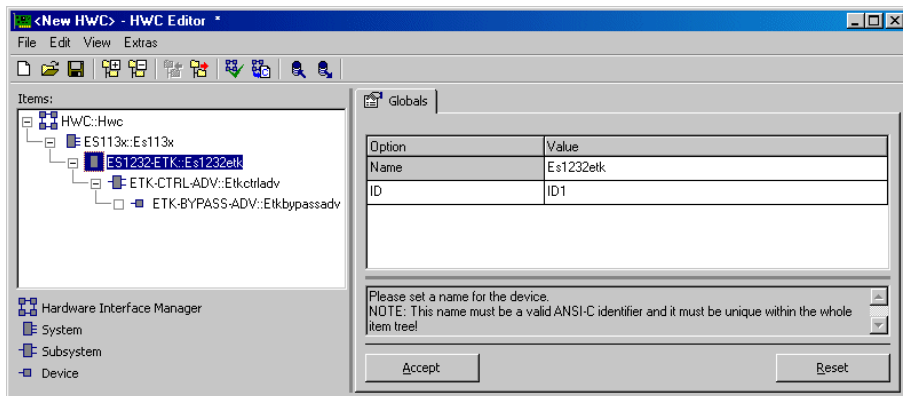 <New HWC> - HWC Editor *
File Edit View Extras
Items:
HWC::Hwc
ES113x::Es113x
ES1232-ETK::Es1232etk
ETK-CTRL-ADV::Etkctrladv
ETK-BYPASS-ADV::Etkbypassadv
Hardware Interface Manager
System
Subsystem
Device
Globals
Option Value
Name Es1232etk
ID ID1
Please set a name for the device.
NOTE: This name must be a valid ANSI-C identifier and it must be unique within the whole
item tree!
Accept Reset